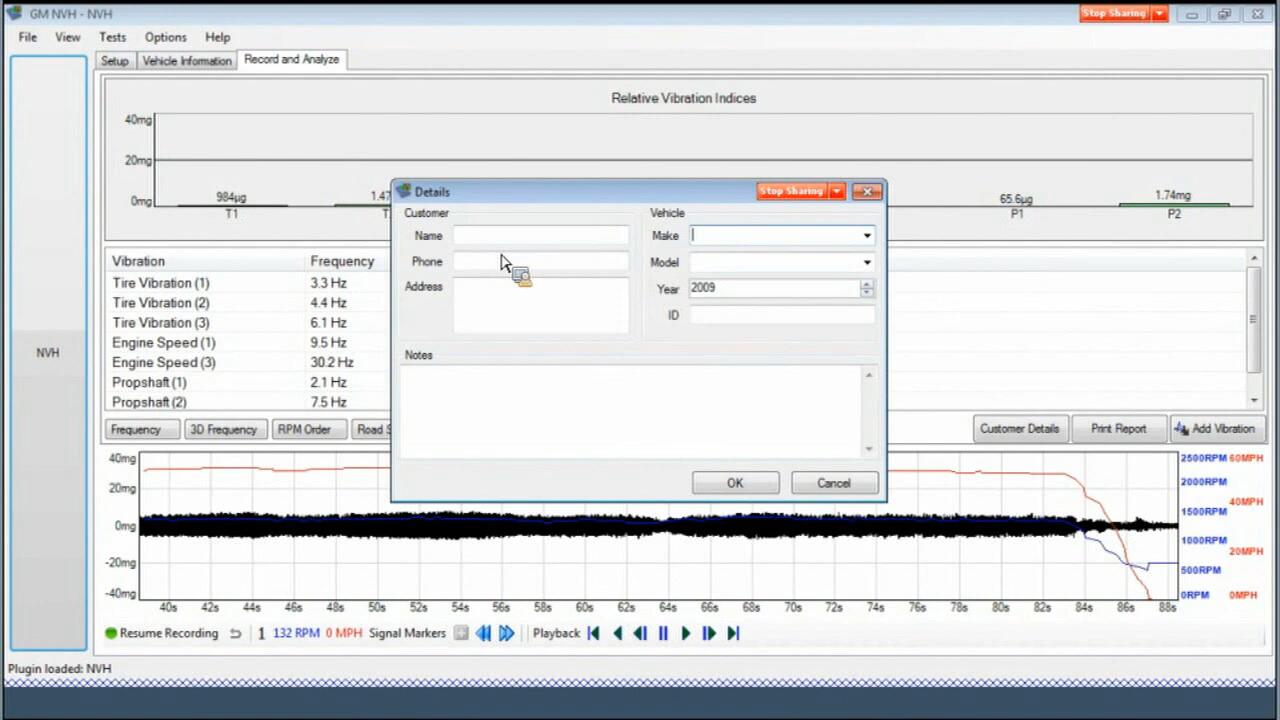 GM NVH - NVH
Stop Sharing
File View Tests Options Help
Setup Vehicle Information Record and Analyze
Relative Vibration Indices
40mg
20mg
0mg
984µg
T1
65.6µg
P1
1.74mg
P2
Details
Stop Sharing
Customer
Name
Phone
Address
Vehicle
Make
Model
Year 2009
ID
Notes
OK Cancel
Vibration Frequency
Tire Vibration (1) 3.3 Hz
Tire Vibration (2) 4.4 Hz
Tire Vibration (3) 6.1 Hz
Engine Speed (1) 9.5 Hz
Engine Speed (3) 30.2 Hz
Propshaft (1) 2.1 Hz
Propshaft (2) 7.5 Hz
NVH
Frequency 3D Frequency RPM Order Road S
Customer Details Print Report Add Vibration
40mg
20mg
0mg
-20mg
-40mg
2500RPM 60MPH
2000RPM
40MPH
1500RPM
1000RPM
20MPH
500RPM
0RPM 0MPH
40s 42s 44s 46s 48s 50s 52s 54s 56s 58s 60s 62s 64s 66s 68s 70s 72s 74s 76s 78s 80s 82s 84s 86s 88s
Resume Recording 1 132 RPM 0 MPH Signal Markers Playback
Plugin loaded: NVH